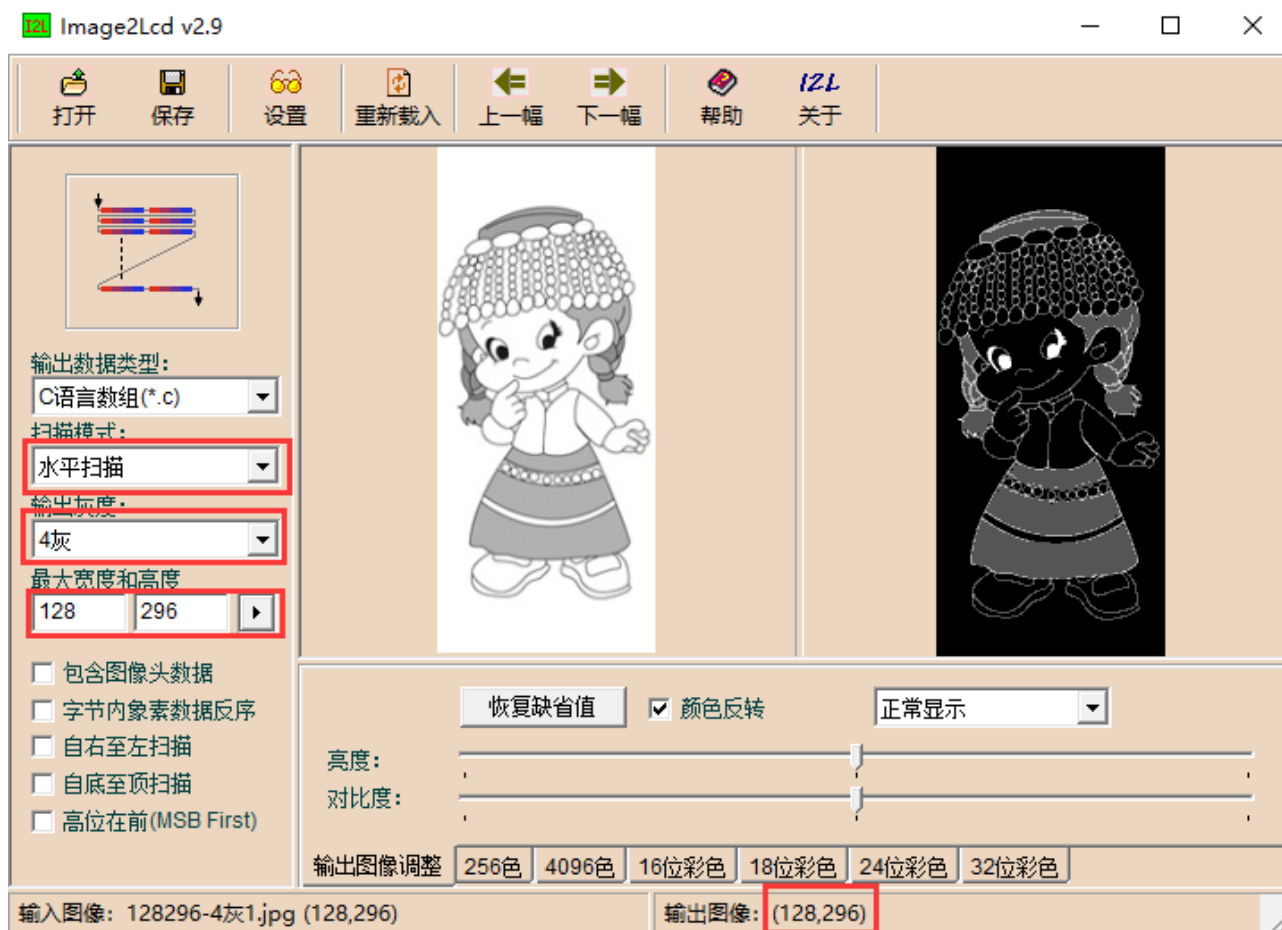 I2L Image2Lcd v2.9
打开 保存 设置 重新载入 上一幅 下一幅 帮助 I2L 关于
输出数据类型:
C语言数组(*.c)
扫描模式:
水平扫描
输出灰度:
4灰
最大宽度和高度
128 296
包含图像头数据
字节内象素数据反序
自右至左扫描
自底至顶扫描
高位在前(MSB First)
恢复缺省值 颜色反转 正常显示
亮度:
对比度:
输出图像调整 256色 4096色 16位彩色 18位彩色 24位彩色 32位彩色
输入图像: 128296-4灰1.jpg (128,296) 输出图像: (128,296)